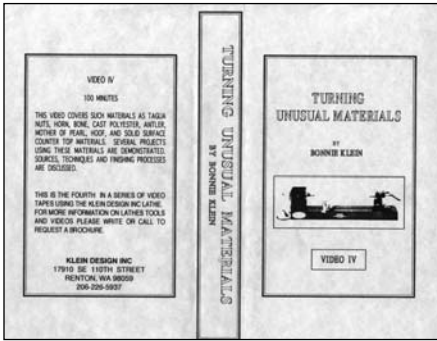 VIDEO IV
100 MINUTES
THIS VIDEO COVERS SUCH MATERIALS AS TAGUA
NUTS, HORN, BONE, CAST POLYESTER, ANTLER,
MOTHER OF PEARL, HOOF, AND SOLID SURFACE
COUNTER TOP MATERIALS. SEVERAL PROJECTS
USING THESE MATERIALS ARE DEMONSTRATED.
SOURCES, TECHNIQUES AND FINISHING PROCESSES
ARE DISCUSSED.
THIS IS THE FOURTH IN A SERIES OF VIDEO
TAPES USING THE KLEIN DESIGN INC LATHE.
FOR MORE INFORMATION ON LATHES TOOLS
AND VIDEOS PLEASE WRITE OR CALL TO
REQUEST A BROCHURE.
KLEIN DESIGN INC
17910 SE 110TH STREET
RENTON, WA 98059
206-226-5937
TURNING UNUSUAL MATERIALS
BY BONNIE KLEIN
TURNING
UNUSUAL MATERIALS
BY
BONNIE KLEIN
VIDEO IV